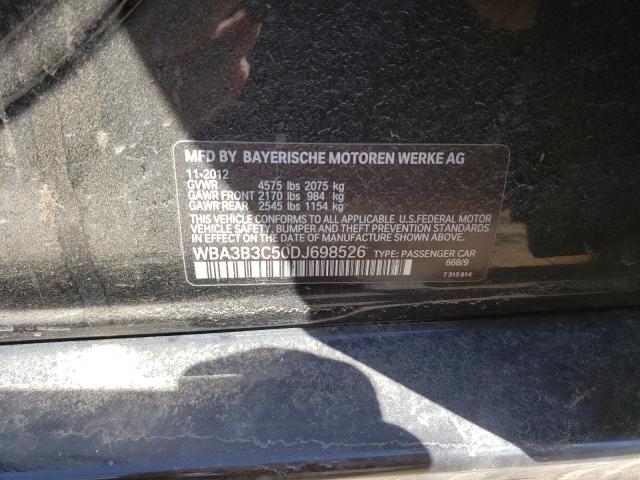 MFD BY BAYERISCHE MOTOREN WERKE AG
11-2012
GVWR 4575 lbs 2075 kg
GAWR FRONT 2170 lbs 984 kg
GAWR REAR 2545 lbs 1154 kg
THIS VEHICLE CONFORMS TO ALL APPLICABLE U.S.FEDERAL MOTOR
VEHICLE SAFETY, BUMPER, AND THEFT PREVENTION STANDARDS
IN EFFECT ON THE DATE OF MANUFACTURE SHOWN ABOVE.
WBA3B3C50DJ698526 TYPE: PASSENGER CAR
668/9
7 315 814